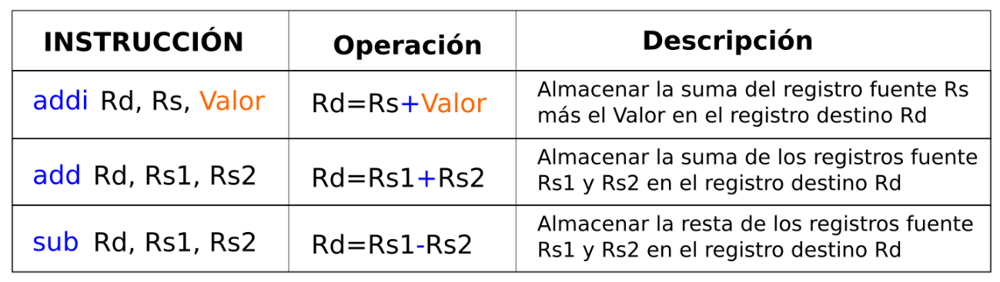 INSTRUCCIÓN Operación Descripción
addi Rd, Rs, Valor Rd=Rs+Valor Almacenar la suma del registro fuente Rs
más el Valor en el registro destino Rd
add Rd, Rs1, Rs2 Rd=Rs1+Rs2 Almacenar la suma de los registros fuente
Rs1 y Rs2 en el registro destino Rd
sub Rd, Rs1, Rs2 Rd=Rs1-Rs2 Almacenar la resta de los registros fuente
Rs1 y Rs2 en el registro destino Rd